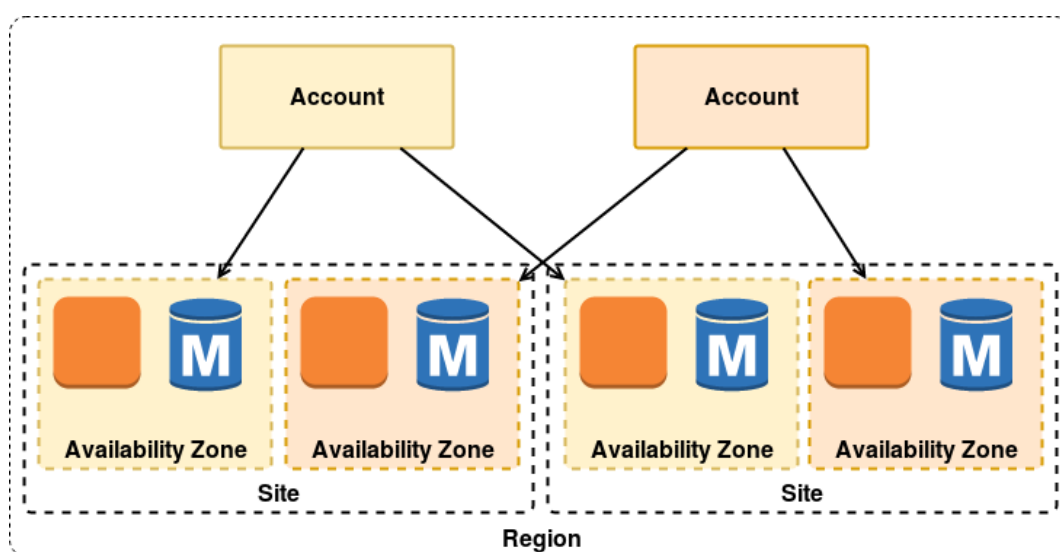 Account
Account
M
M
M
M
Availability Zone
Availability Zone
Availability Zone
Availability Zone
Site
Site
Region